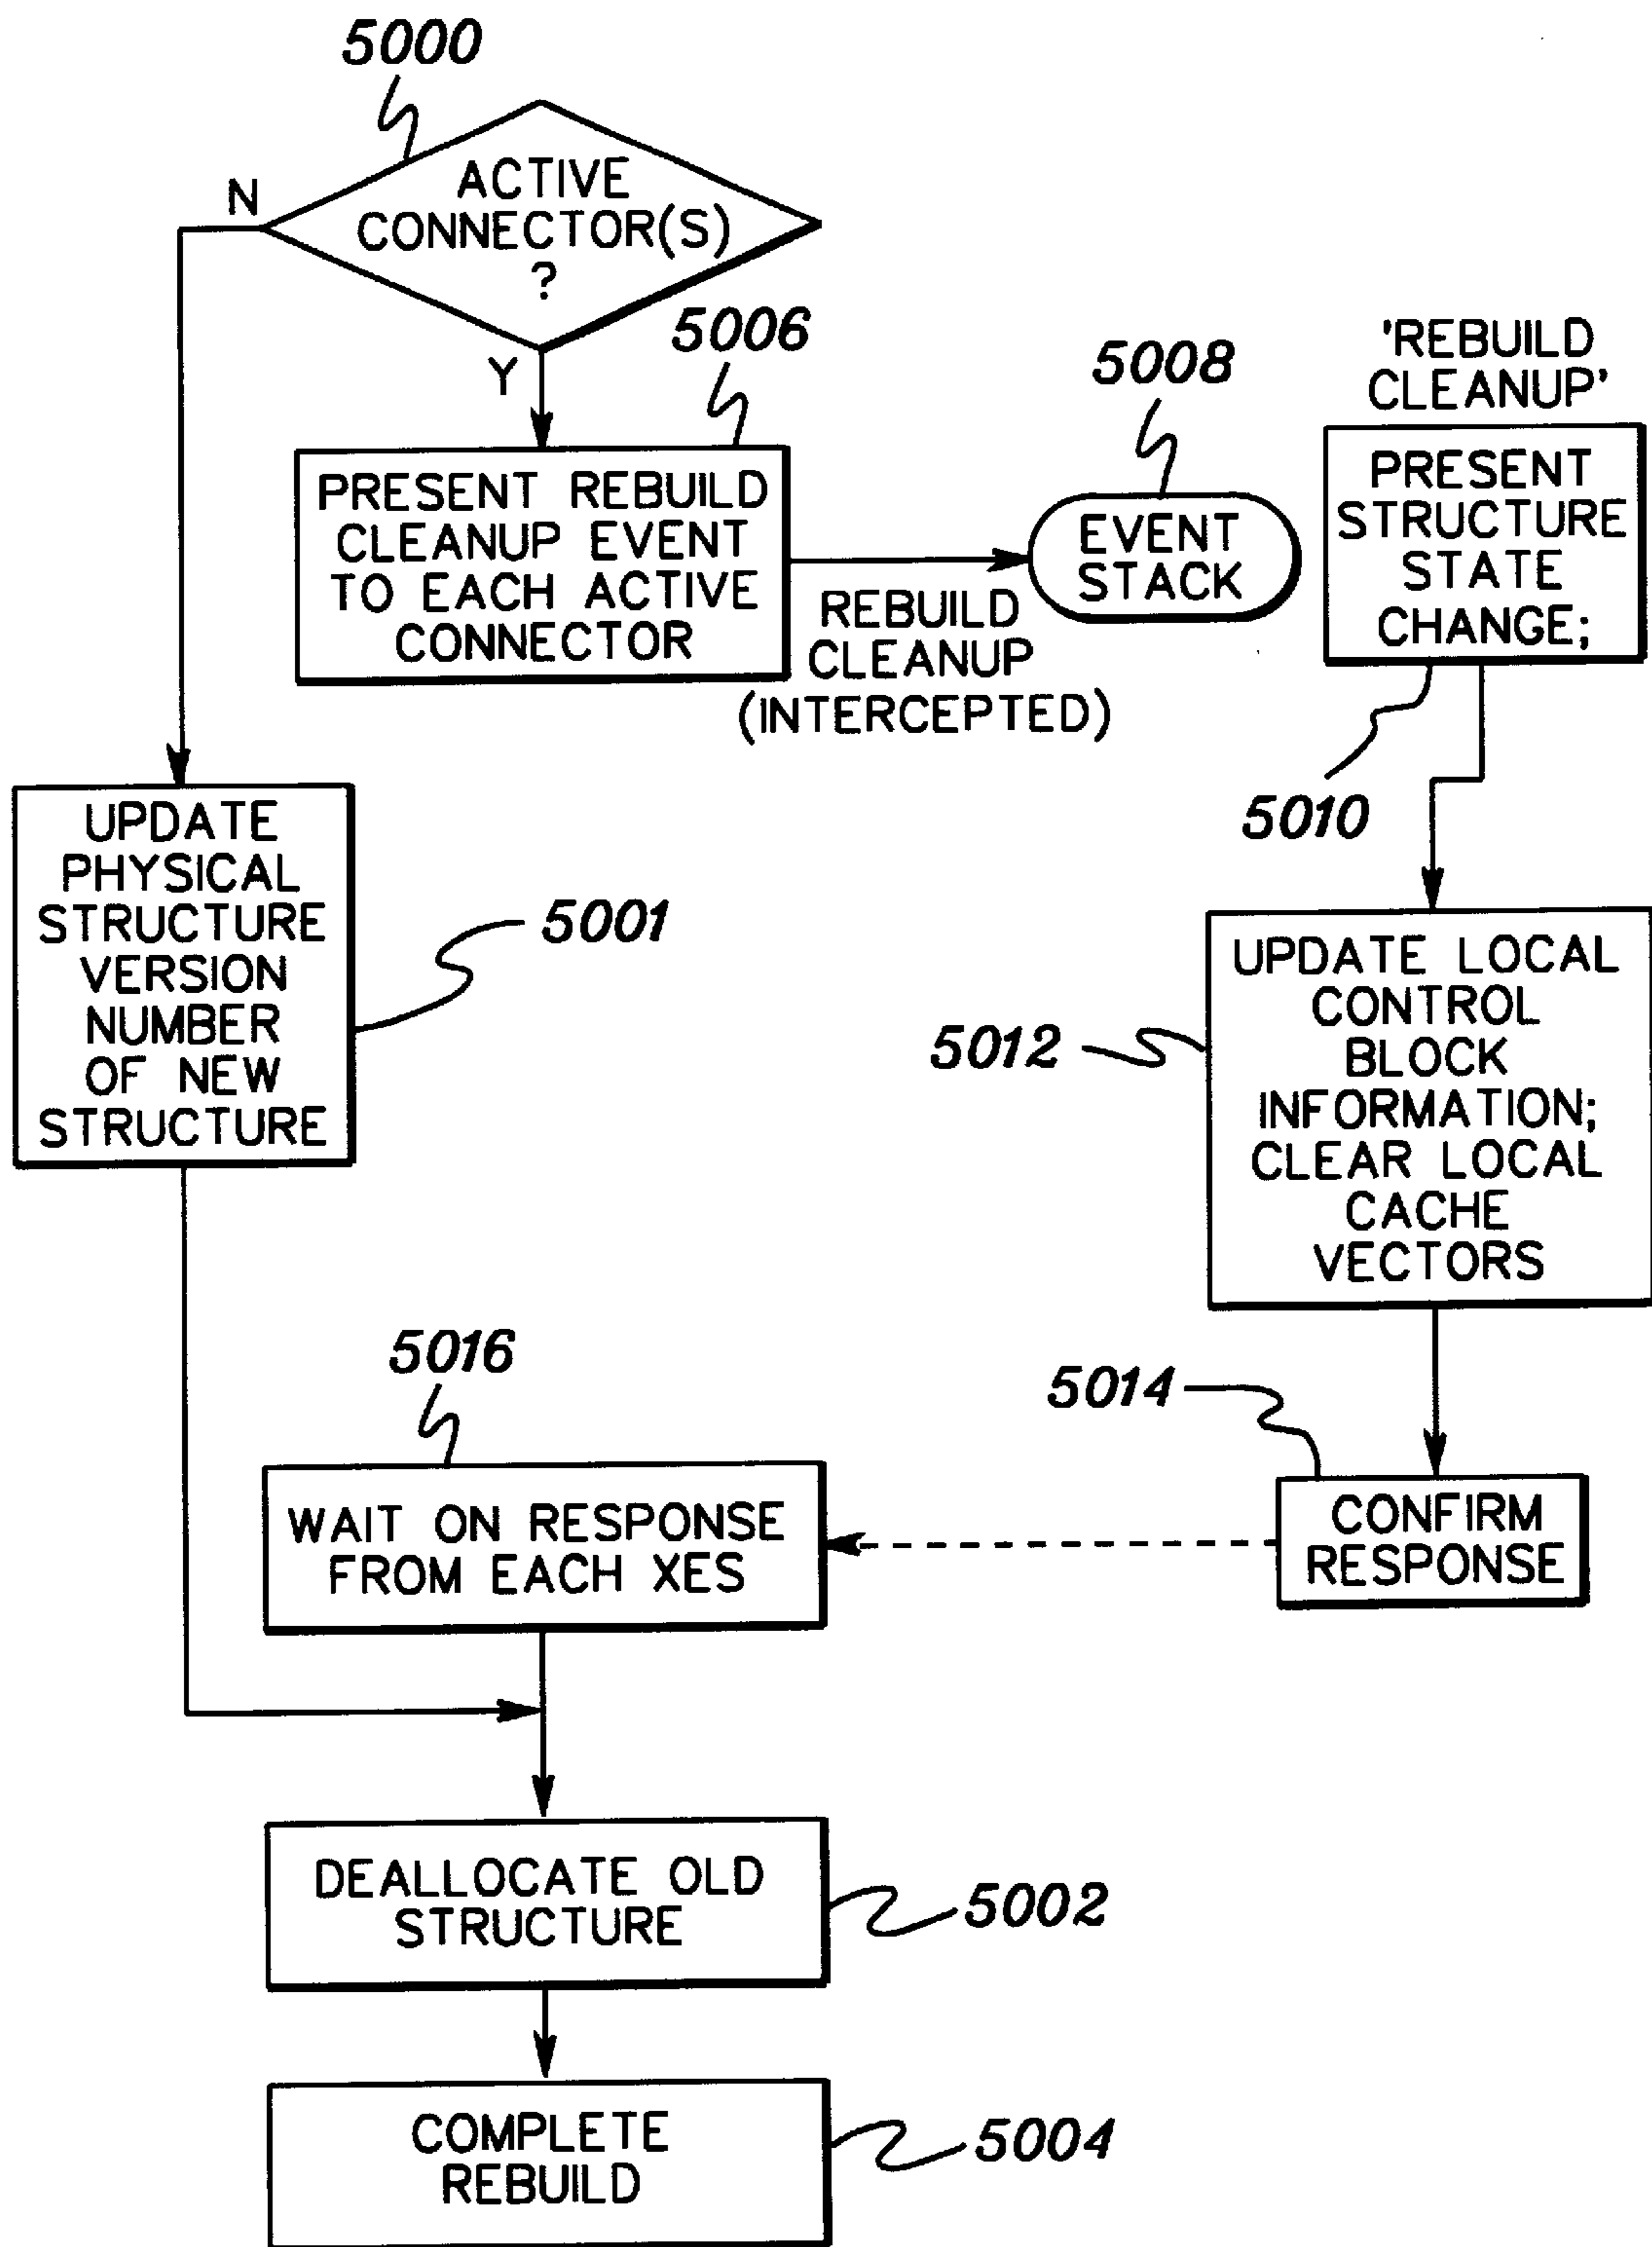 5000
ACTIVE
CONNECTOR(S)
?
N
Y
5006
PRESENT REBUILD
CLEANUP EVENT
TO EACH ACTIVE
CONNECTOR
5008
EVENT
STACK
REBUILD
CLEANUP
(INTERCEPTED)
'REBUILD
CLEANUP'
PRESENT
STRUCTURE
STATE
CHANGE;
5010
UPDATE
PHYSICAL
STRUCTURE
VERSION
NUMBER
OF NEW
STRUCTURE
5001
5012
UPDATE LOCAL
CONTROL
BLOCK
INFORMATION;
CLEAR LOCAL
CACHE
VECTORS
5014
CONFIRM
RESPONSE
5016
WAIT ON RESPONSE
FROM EACH XES
DEALLOCATE OLD
STRUCTURE
5002
COMPLETE
REBUILD
5004